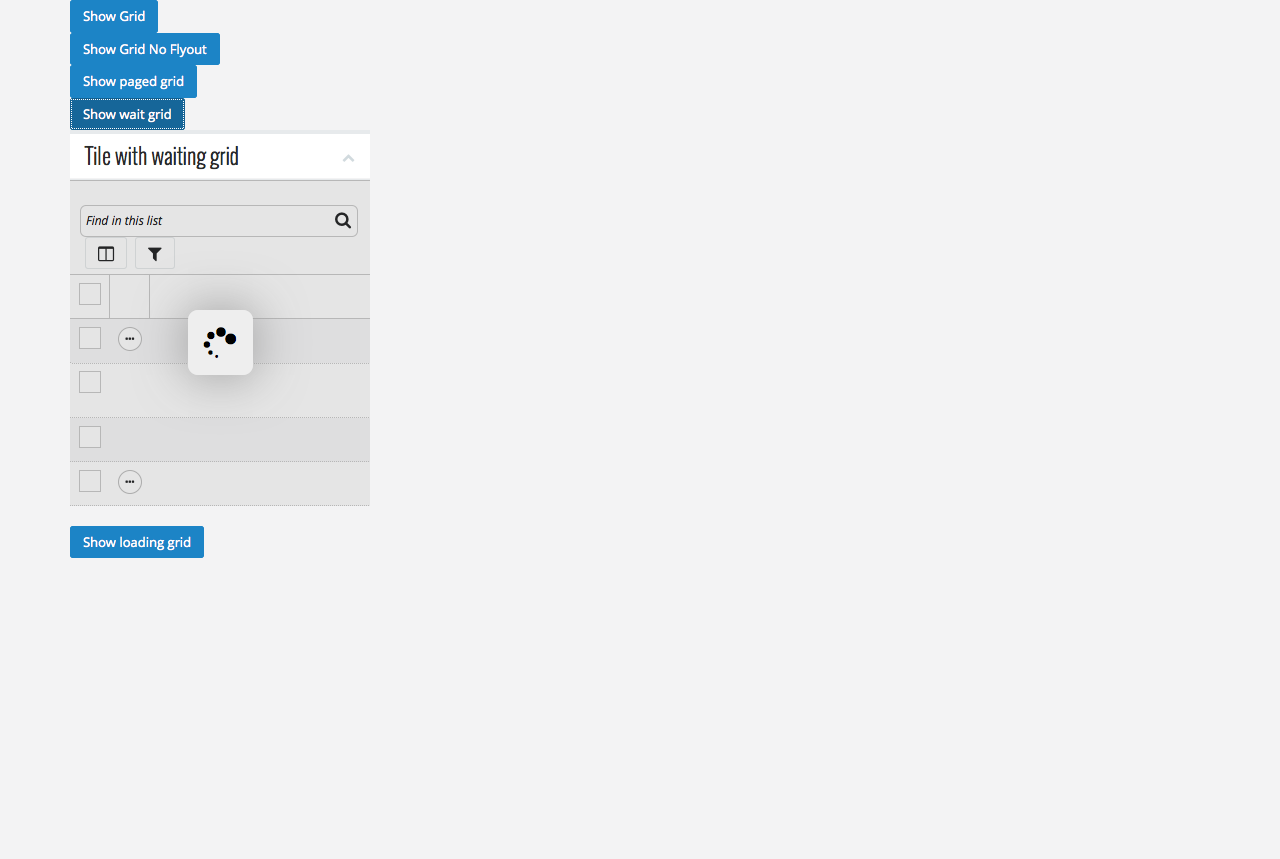 Show Grid
Show Grid No Flyout
Show paged grid
Show wait grid
Tile with waiting grid
Find in this list
Show loading grid